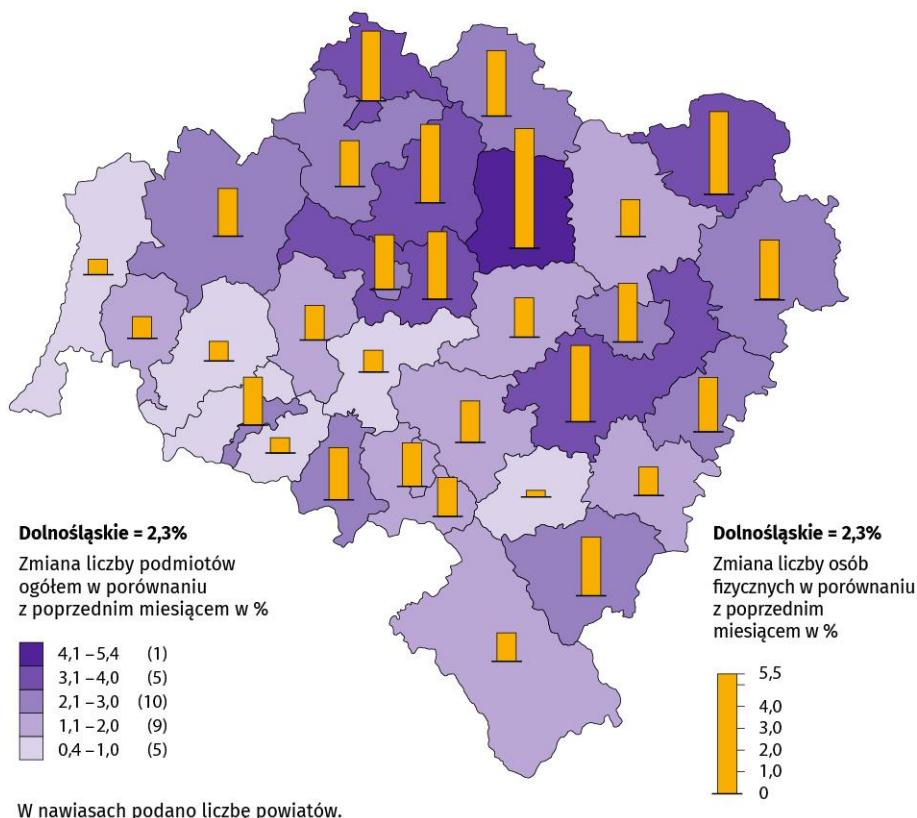 Dolnośląskie = 2,3%
Zmiana liczby podmiotów
ogółem w porównaniu
z poprzednim miesiącem w %
4,1 – 5,4 (1)
3,1 – 4,0 (5)
2,1 – 3,0 (10)
1,1 – 2,0 (9)
0,4 – 1,0 (5)
W nawiasach podano liczbę powiatów.
Dolnośląskie = 2,3%
Zmiana liczby osób
fizycznych w porównaniu
z poprzednim
miesiącem w %
5,5
4,0
3,0
2,0
1,0
0